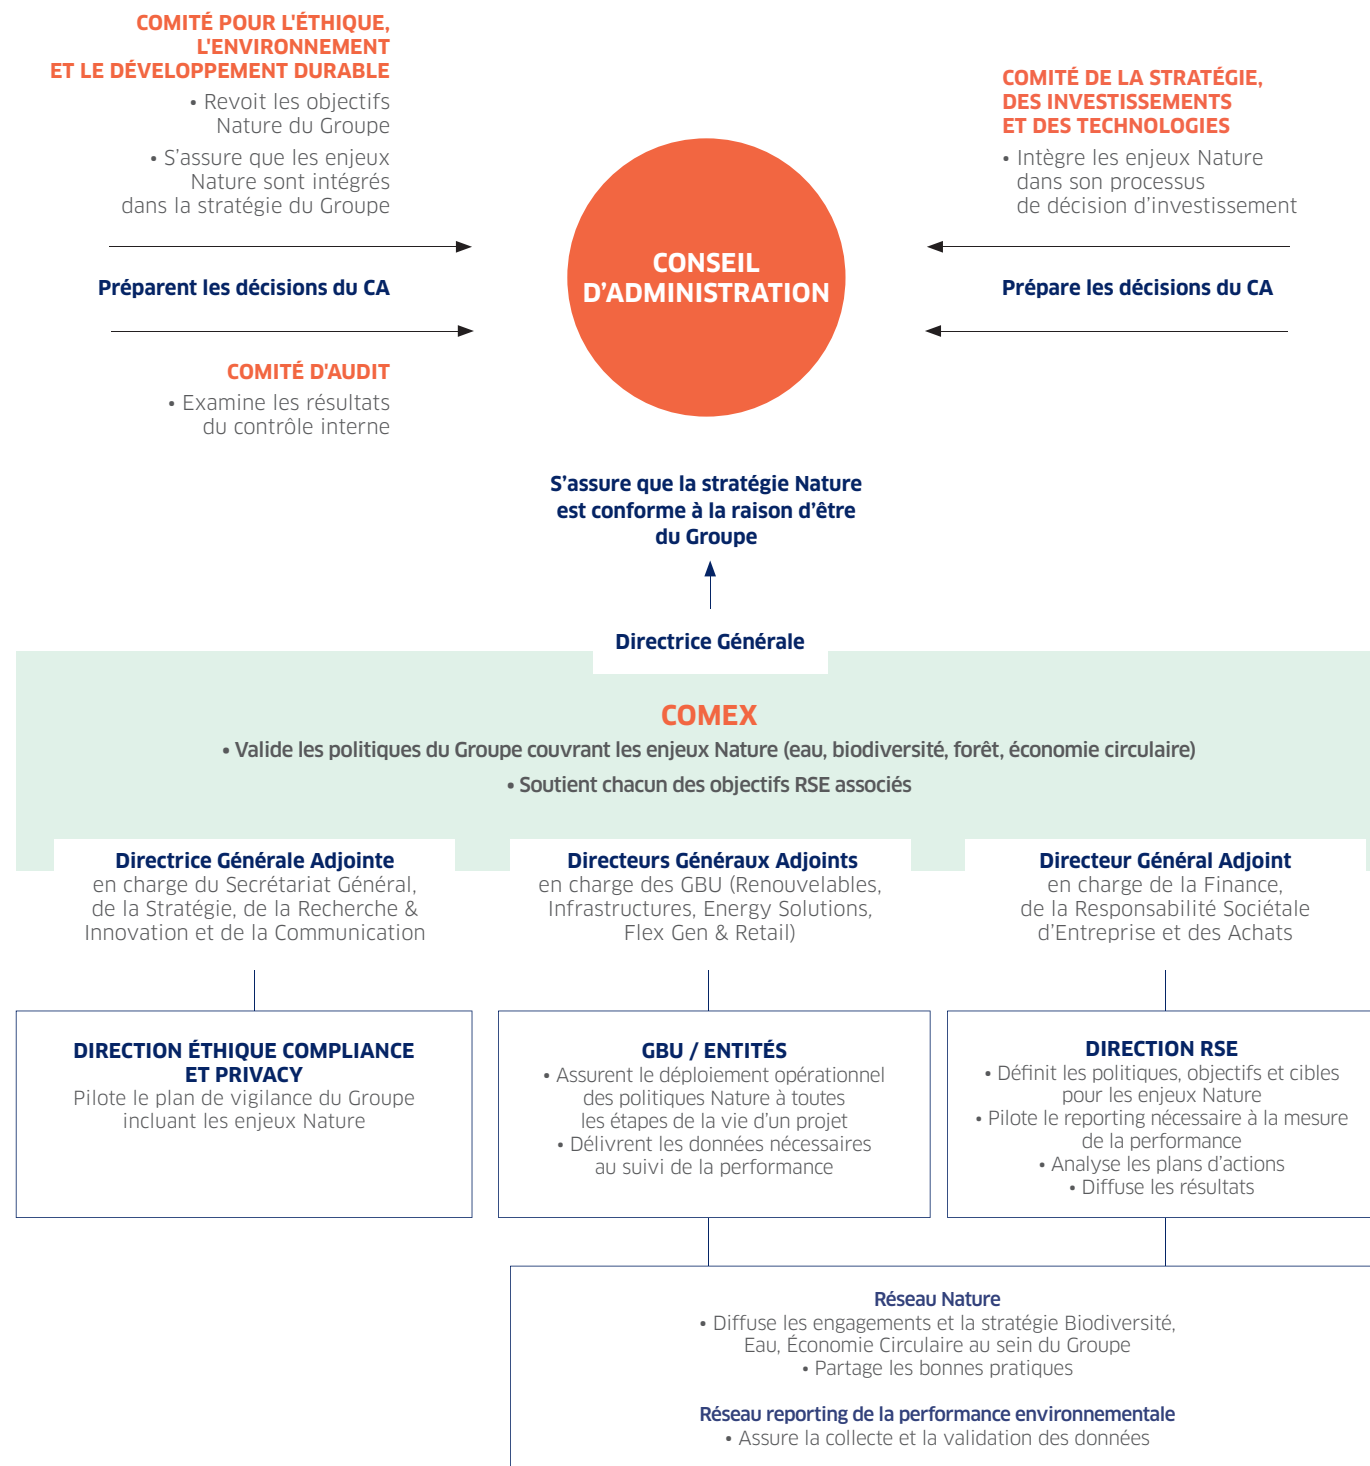 COMITÉ POUR L'ÉTHIQUE,
L'ENVIRONNEMENT
ET LE DÉVELOPPEMENT DURABLE
• Revoit les objectifs
Nature du Groupe
• S'assure que les enjeux
Nature sont intégrés
dans la stratégie du Groupe
Préparent les décisions du CA
COMITÉ D'AUDIT
• Examine les résultats
du contrôle interne
CONSEIL
D'ADMINISTRATION
COMITÉ DE LA STRATÉGIE,
DES INVESTISSEMENTS
ET DES TECHNOLOGIES
• Intègre les enjeux Nature
dans son processus
de décision d'investissement
Prépare les décisions du CA
S'assure que la stratégie Nature
est conforme à la raison d'être
du Groupe
Directrice Générale
COMEX
• Valide les politiques du Groupe couvrant les enjeux Nature (eau, biodiversité, forêt, économie circulaire)
• Soutient chacun des objectifs RSE associés
Directrice Générale Adjointe
en charge du Secrétariat Général,
de la Stratégie, de la Recherche &
Innovation et de la Communication
Directeurs Généraux Adjoints
en charge des GBU (Renouvelables,
Infrastructures, Energy Solutions,
Flex Gen & Retail)
Directeur Général Adjoint
en charge de la Finance,
de la Responsabilité Sociétale
d'Entreprise et des Achats
DIRECTION ÉTHIQUE COMPLIANCE
ET PRIVACY
Pilote le plan de vigilance du Groupe
incluant les enjeux Nature
GBU / ENTITÉS
• Assurent le déploiement opérationnel
des politiques Nature à toutes
les étapes de la vie d'un projet
• Délivrent les données nécessaires
au suivi de la performance
DIRECTION RSE
• Définit les politiques, objectifs et cibles
pour les enjeux Nature
• Pilote le reporting nécessaire à la mesure
de la performance
• Analyse les plans d'actions
• Diffuse les résultats
Réseau Nature
• Diffuse les engagements et la stratégie Biodiversité,
Eau, Économie Circulaire au sein du Groupe
• Partage les bonnes pratiques
Réseau reporting de la performance environnementale
• Assure la collecte et la validation des données